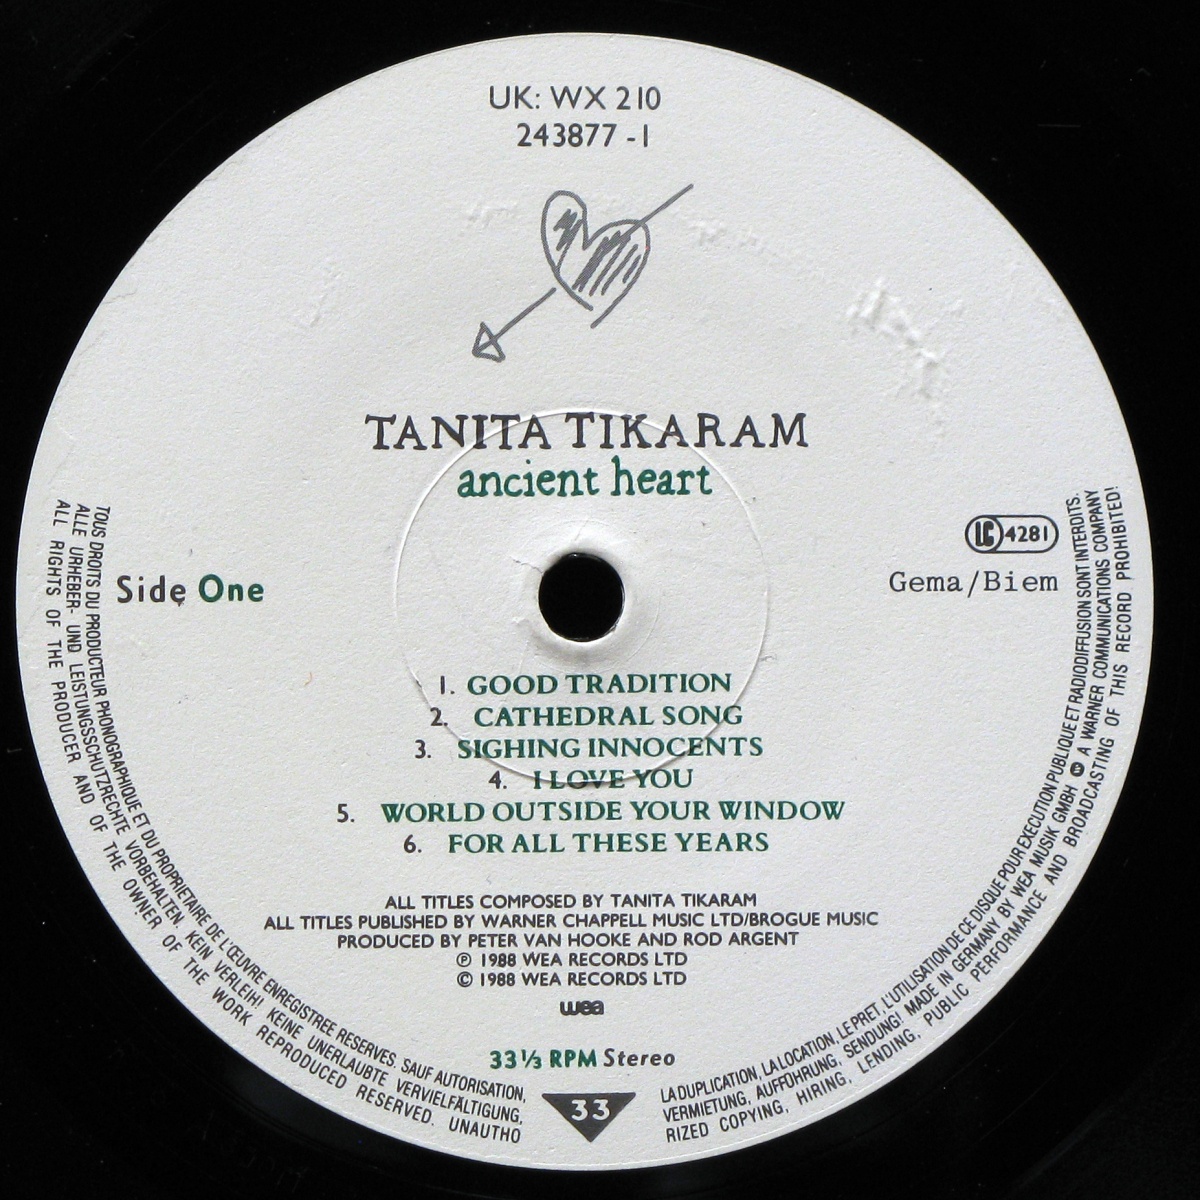 UK: WX 210
243877 -1
TANITA TIKARAM
ancient heart
Side One
LC 4281
Gema/Biem
1. GOOD TRADITION
2. CATHEDRAL SONG
3. SIGHING INNOCENTS
4. I LOVE YOU
5. WORLD OUTSIDE YOUR WINDOW
6. FOR ALL THESE YEARS
ALL TITLES COMPOSED BY TANITA TIKARAM
ALL TITLES PUBLISHED BY WARNER CHAPPELL MUSIC LTD/BROGUE MUSIC
PRODUCED BY PETER VAN HOOKE AND ROD ARGENT
℗ 1988 WEA RECORDS LTD
© 1988 WEA RECORDS LTD
wea
33⅓ RPM Stereo
33
TOUS DROITS DU PRODUCTEUR PHONOGRAPHIQUE ET DU PROPRIETAIRE DE L'ŒUVRE ENREGISTREE RESERVES. SAUF AUTORISATION, LA DUPLICATION, LA LOCATION, LE PRET, L'UTILISATION DE CE DISQUE POUR EXECUTION PUBLIQUE ET RADIODIFFUSION SONT INTERDITS.
ALLE URHEBER- UND LEISTUNGSSCHUTZRECHTE VORBEHALTEN. KEIN VERLEIH! KEINE UNERLAUBTE VERVIELFÄLTIGUNG, VERMIETUNG, AUFFÜHRUNG, SENDUNG! MADE IN GERMANY BY WEA MUSIK GMBH A WARNER COMMUNICATIONS COMPANY
ALL RIGHTS OF THE PRODUCER AND OF THE OWNER OF THE WORK REPRODUCED RESERVED. UNAUTHORIZED COPYING, HIRING, LENDING, PUBLIC PERFORMANCE AND BROADCASTING OF THIS RECORD PROHIBITED!